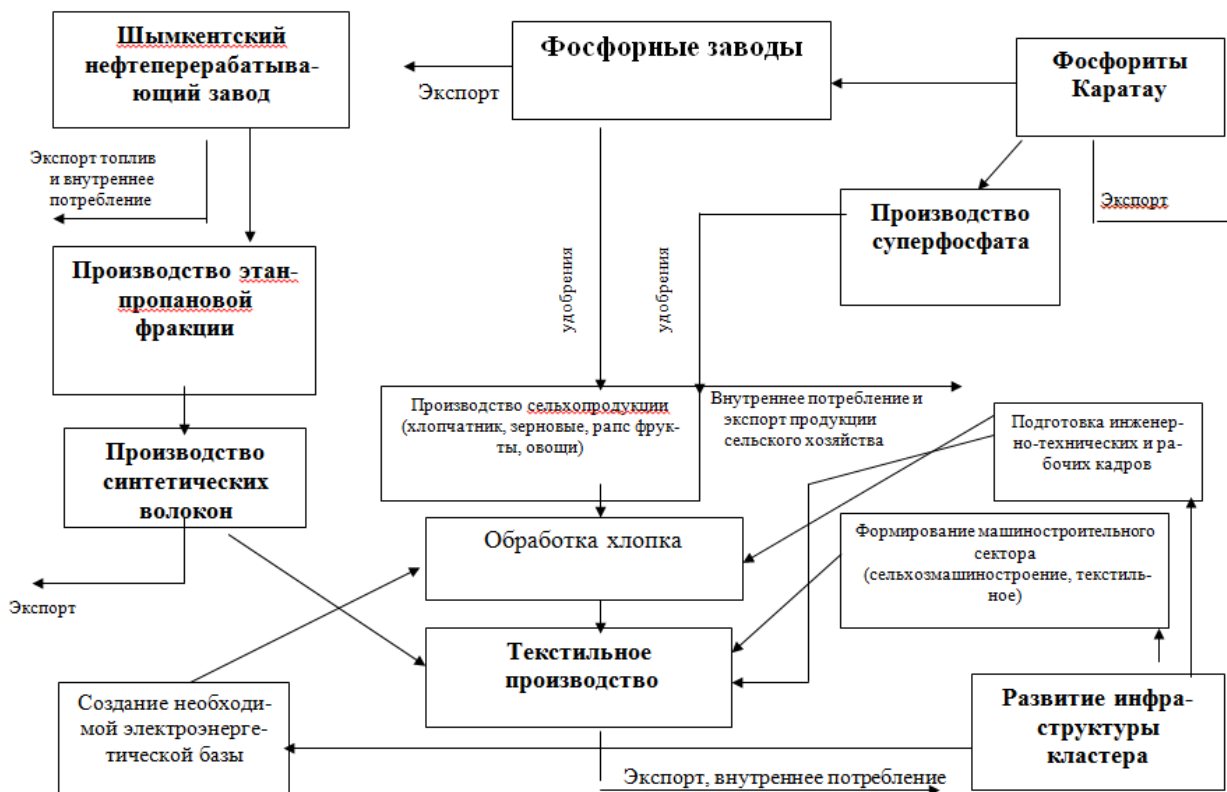 Шымкентский
нефтеперерабатыва-
ющий завод
Фосфорные заводы
Фосфориты
Каратау
Экспорт
Экспорт топлив
и внутреннее
потребление
Экспорт
Производство
суперфосфата
Производство этан-
пропановой
фракции
удобрения
удобрения
Производство сельхопродукции
(хлопчатник, зерновые, рапс фрук-
ты, овощи)
Внутреннее потребление и
экспорт продукции
сельского хозяйства
Подготовка инженер-
но-технических и ра-
бочих кадров
Производство
синтетических
волокон
Обработка хлопка
Формирование машиностроительного
сектора
(сельхозмашиностроение, текстиль-
ное)
Экспорт
Текстильное
производство
Создание необходи-
мой электроэнерге-
тической базы
Развитие инфра-
структуры
кластера
Экспорт, внутреннее потребление